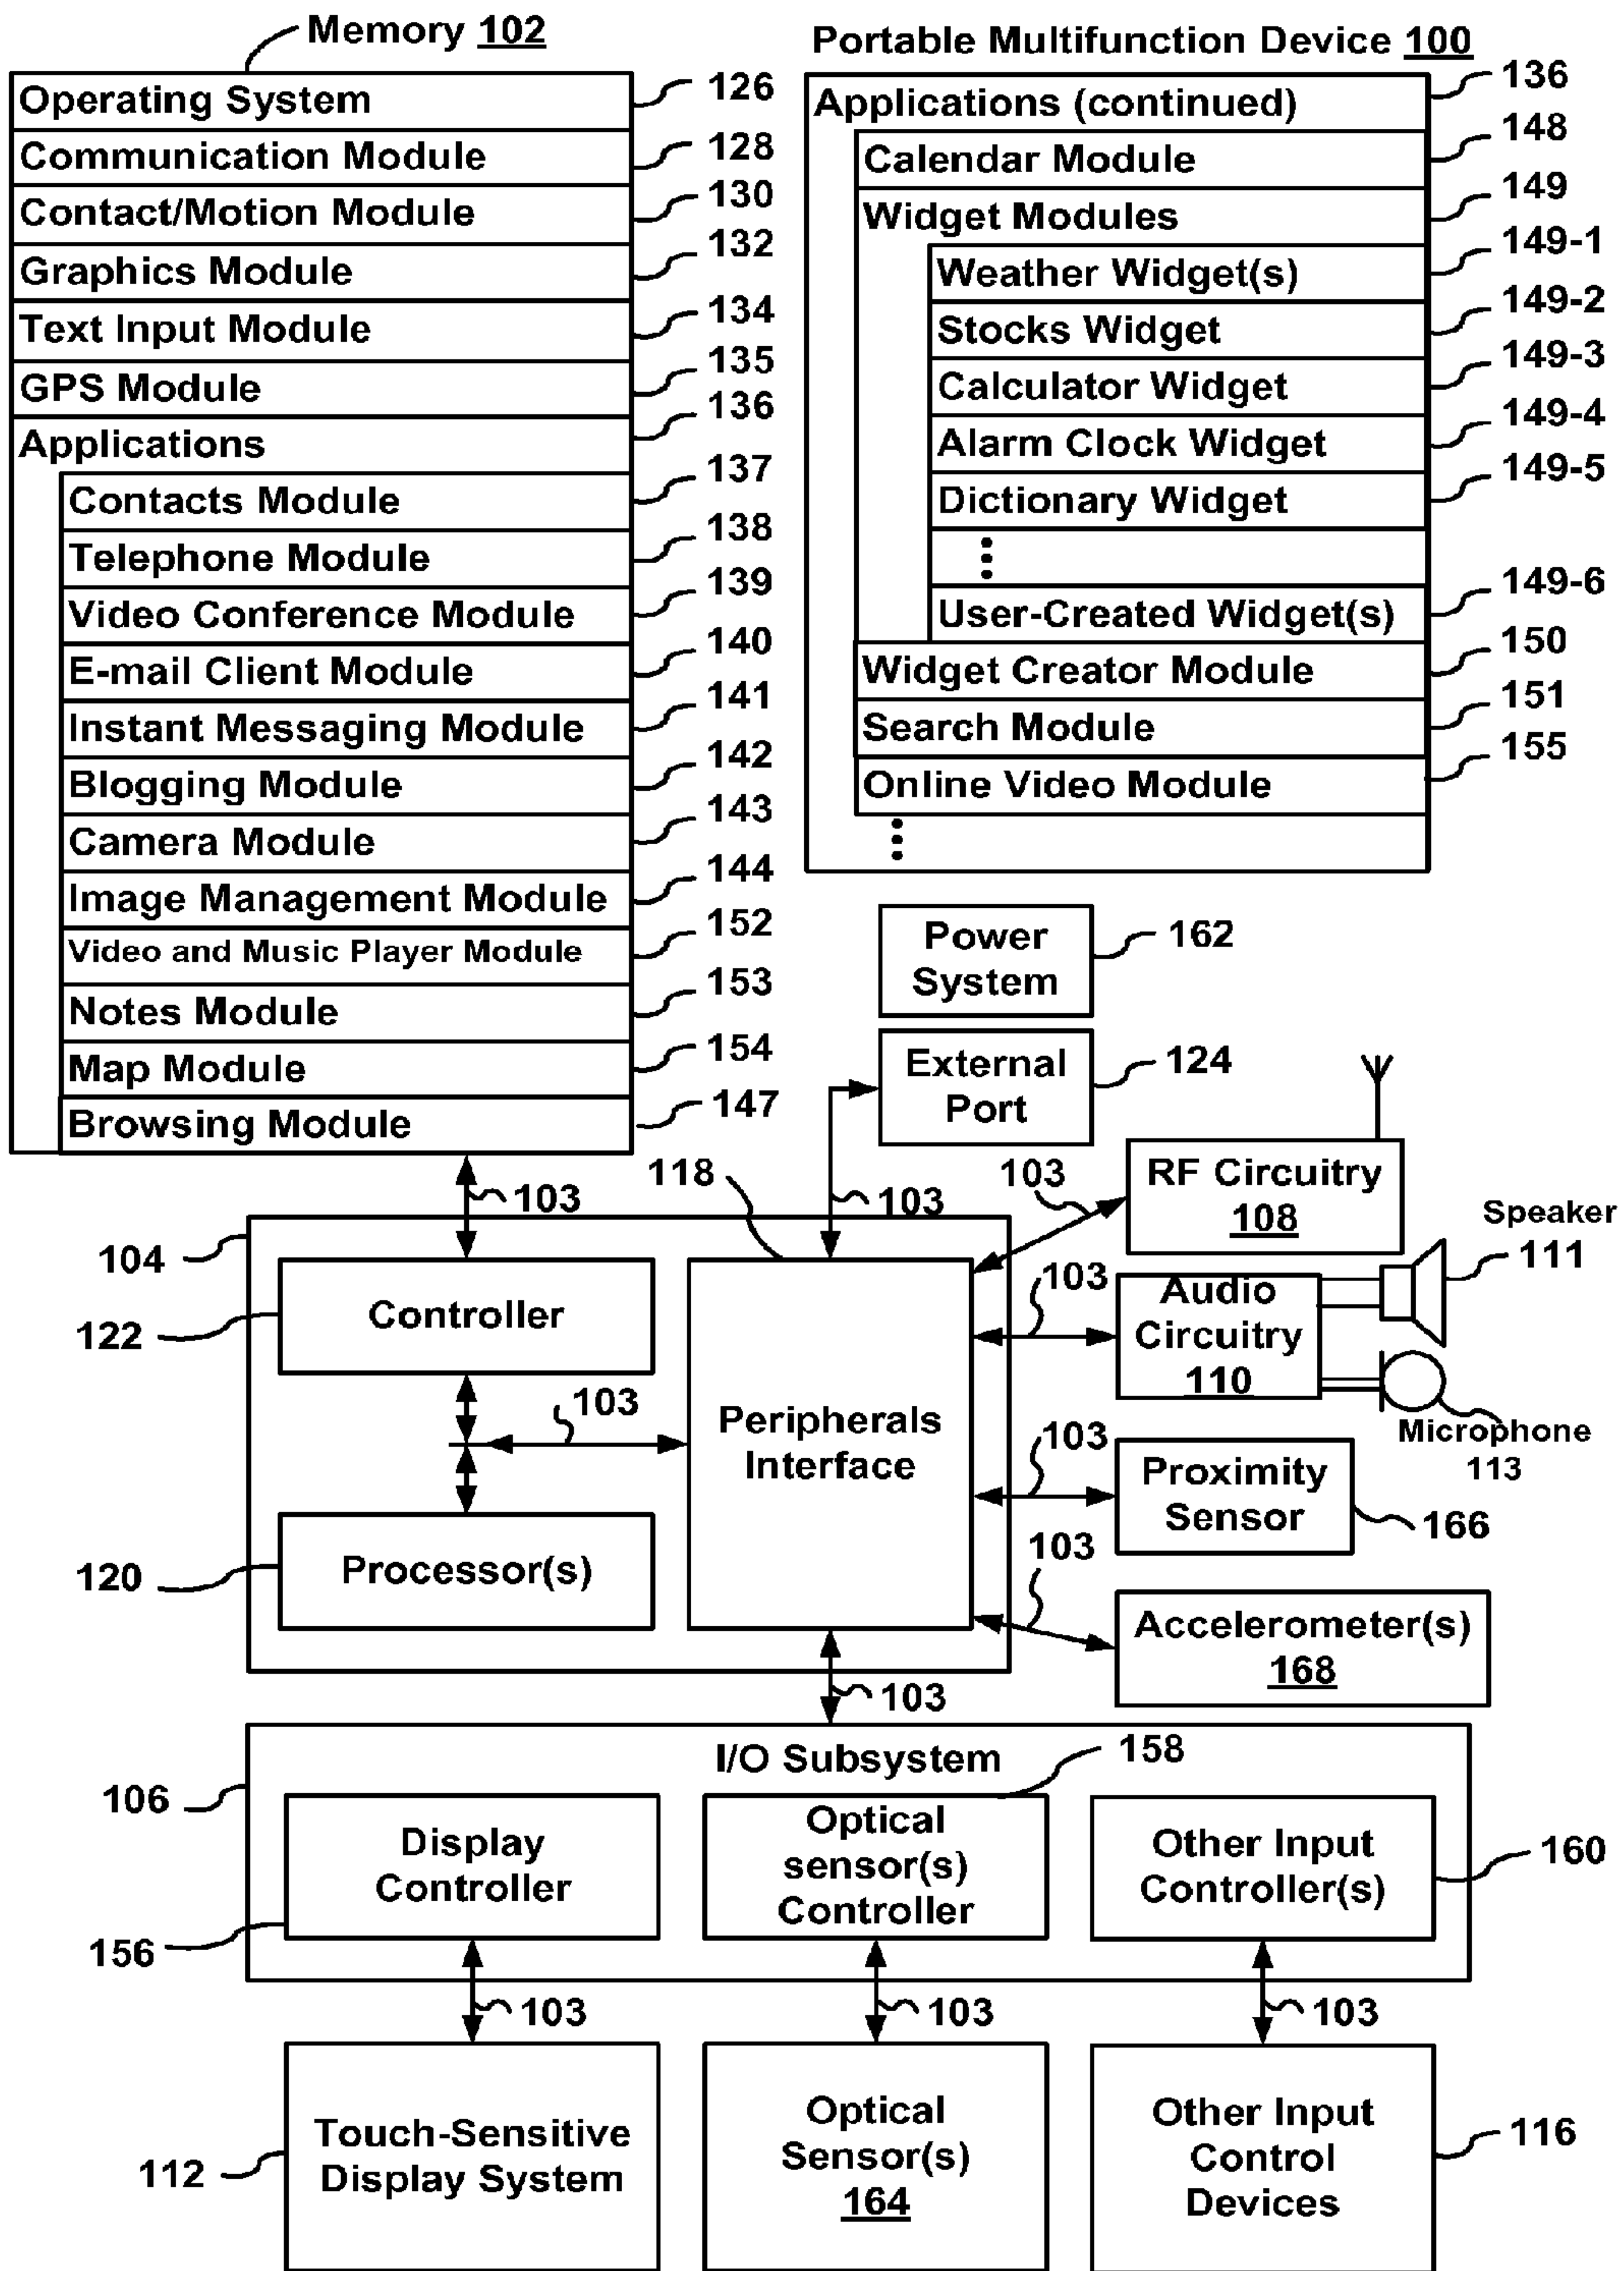 Memory 102
Operating System 126
Communication Module 128
Contact/Motion Module 130
Graphics Module 132
Text Input Module 134
GPS Module 135
Applications 136
Contacts Module 137
Telephone Module 138
Video Conference Module 139
E-mail Client Module 140
Instant Messaging Module 141
Blogging Module 142
Camera Module 143
Image Management Module 144
Video and Music Player Module 152
Notes Module 153
Map Module 154
Browsing Module 147
Portable Multifunction Device 100
Applications (continued) 136
Calendar Module 148
Widget Modules 149
Weather Widget(s) 149-1
Stocks Widget 149-2
Calculator Widget 149-3
Alarm Clock Widget 149-4
Dictionary Widget 149-5
User-Created Widget(s) 149-6
Widget Creator Module 150
Search Module 151
Online Video Module 155
Power
System
162
External
Port
124
103
118
103
103
RF Circuitry
108
Speaker
111
104
Controller
122
103
Audio
Circuitry
110
Microphone
113
103
Peripherals
Interface
103
Proximity
Sensor
166
Processor(s)
120
103
Accelerometer(s)
168
103
I/O Subsystem
158
106
Display
Controller
156
Optical
sensor(s)
Controller
Other Input
Controller(s)
160
103
103
103
Touch-Sensitive
Display System
112
Optical
Sensor(s)
164
Other Input
Control
Devices
116